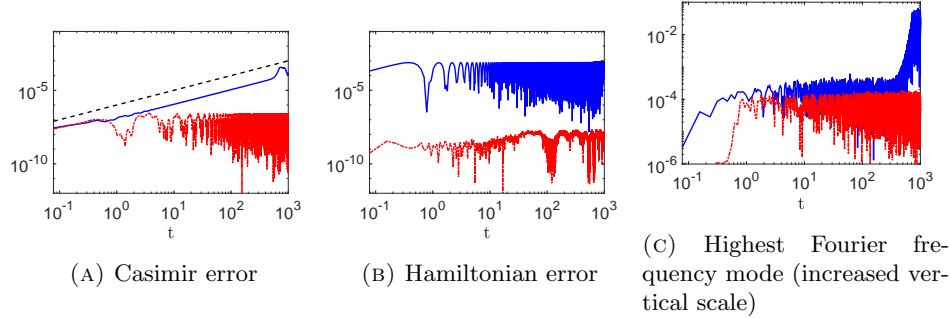 10^-5
10^-10
10^-1 10^0 10^1 10^2 10^3
t
(A) Casimir error
10^-5
10^-10
10^-1 10^0 10^1 10^2 10^3
t
(B) Hamiltonian error
10^-2
10^-4
10^-6
10^-1 10^0 10^1 10^2 10^3
t
(C) Highest Fourier fre-
quency mode (increased ver-
tical scale)